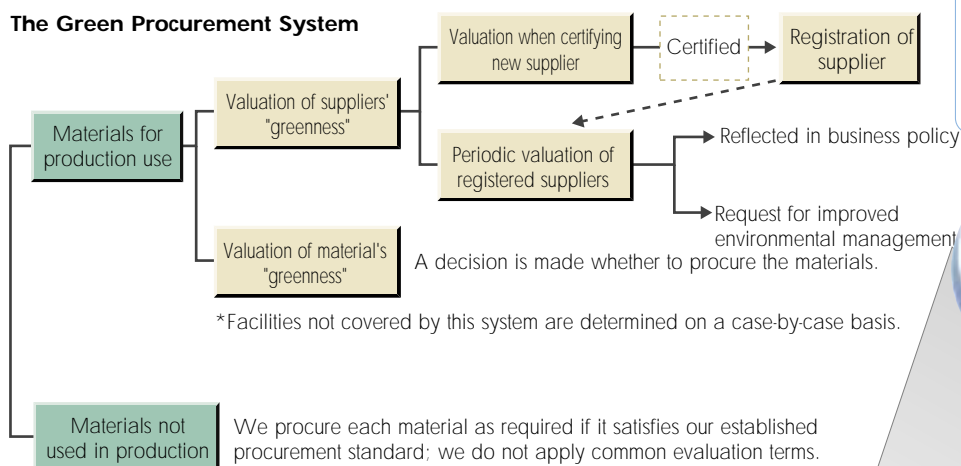 The Green Procurement System
Valuation when certifying
new supplier
Certified
Registration of
supplier
Valuation of suppliers'
"greenness"
Materials for
production use
Periodic valuation of
registered suppliers
Reflected in business policy
Request for improved
environmental management
Valuation of material's
"greenness"
A decision is made whether to procure the materials.
*Facilities not covered by this system are determined on a case-by-case basis.
Materials not
used in production
We procure each material as required if it satisfies our established
procurement standard; we do not apply common evaluation terms.